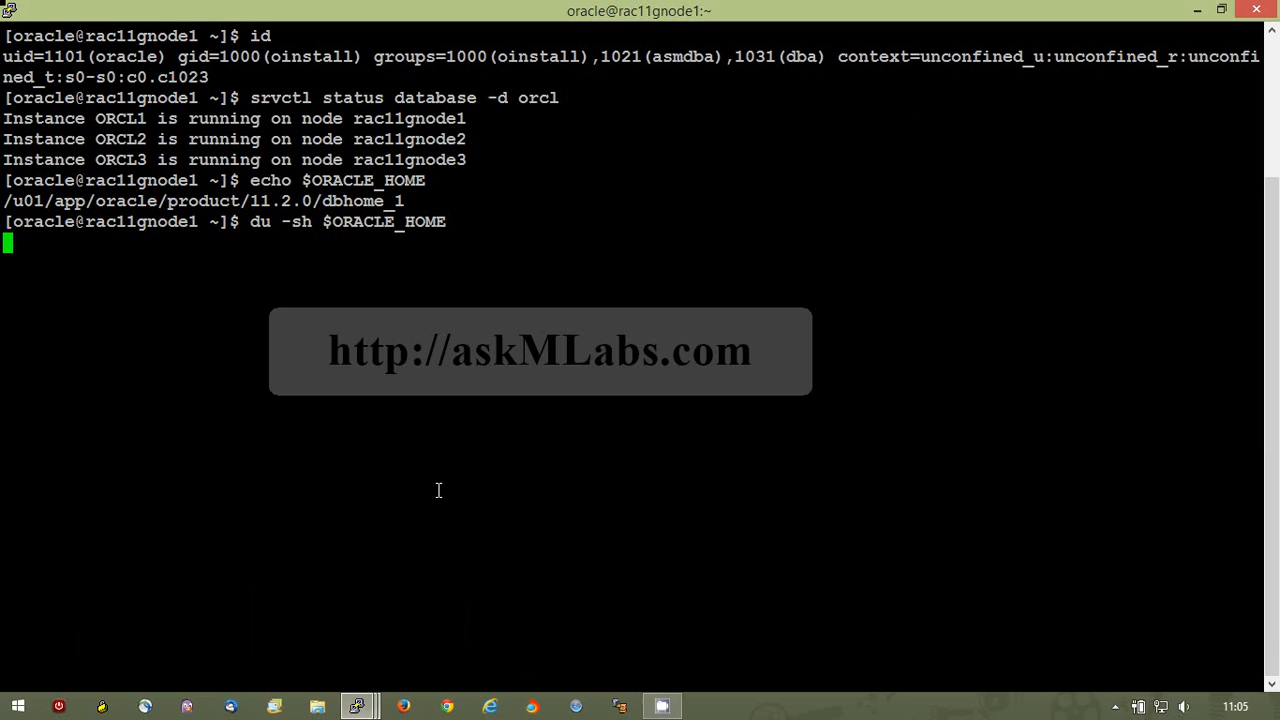 oracle@rac11gnode1:~
[oracle@rac11gnode1 ~]$ id
uid=1101(oracle) gid=1000(oinstall) groups=1000(oinstall),1021(asmdba),1031(dba) context=unconfined_u:unconfined_r:unconfi
ned_t:s0-s0:c0.c1023
[oracle@rac11gnode1 ~]$ srvctl status database -d orcl
Instance ORCL1 is running on node rac11gnode1
Instance ORCL2 is running on node rac11gnode2
Instance ORCL3 is running on node rac11gnode3
[oracle@rac11gnode1 ~]$ echo $ORACLE_HOME
/u01/app/oracle/product/11.2.0/dbhome_1
[oracle@rac11gnode1 ~]$ du -sh $ORACLE_HOME
http://askMLabs.com
11:05